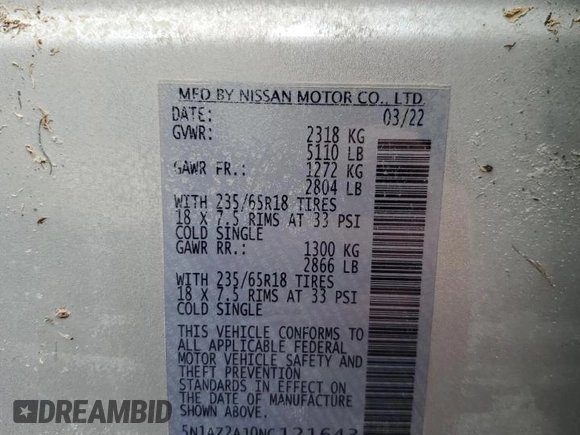 MFD BY NISSAN MOTOR CO., LTD.
DATE: 03/22
GVWR: 2318 KG
5110 LB
GAWR FR.: 1272 KG
2804 LB
WITH 235/65R18 TIRES
18 X 7.5 RIMS AT 33 PSI
COLD SINGLE
GAWR RR.: 1300 KG
2866 LB
WITH 235/65R18 TIRES
18 X 7.5 RIMS AT 33 PSI
COLD SINGLE
THIS VEHICLE CONFORMS TO
ALL APPLICABLE FEDERAL
MOTOR VEHICLE SAFETY AND
THEFT PREVENTION
STANDARDS IN EFFECT ON
THE DATE OF MANUFACTURE
SHOWN ABOVE.
RADEBID